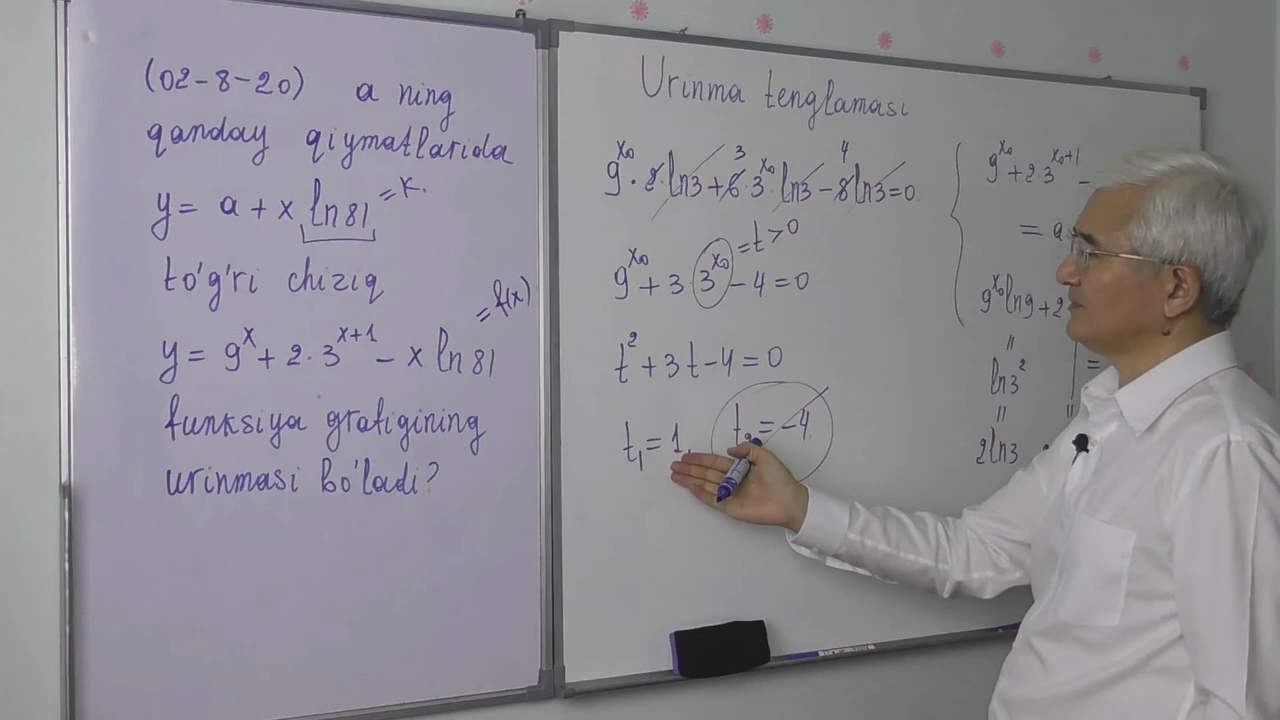 (02-8-20) a ning
qanday qiymatlarida
y = a + x ln81 = k.
to'g'ri chiziq
y = 9^x + 2·3^(x+1) - x ln81 = f(x)
funksiya grafigining
urinmasi bo'ladi?
Urinma tenglamasi
9^x₀ · 2 ln3 + 6 3 · 3^x₀ ln3 - 8 4 ln3 = 0
9^x₀ + 3 · 3^x₀ - 4 = 0
= t > 0
t² + 3t - 4 = 0
t₁ = 1, t₂ = -4
9^x₀ + 2·3^(x₀+1) -
= a
9^x₀ ln9 + 2
"
ln3² =
" "
2ln3